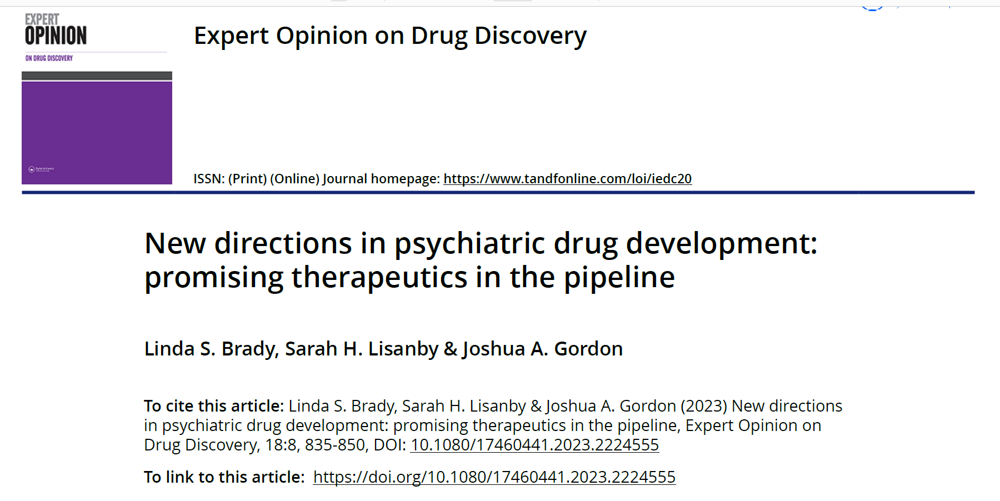 EXPERT
OPINION
ON DRUG DISCOVERY
Expert Opinion on Drug Discovery
Taylor & Francis
ISSN: (Print) (Online) Journal homepage: https://www.tandfonline.com/loi/iedc20
New directions in psychiatric drug development:
promising therapeutics in the pipeline
Linda S. Brady, Sarah H. Lisanby & Joshua A. Gordon
To cite this article: Linda S. Brady, Sarah H. Lisanby & Joshua A. Gordon (2023) New directions
in psychiatric drug development: promising therapeutics in the pipeline, Expert Opinion on
Drug Discovery, 18:8, 835-850, DOI: 10.1080/17460441.2023.2224555
To link to this article: https://doi.org/10.1080/17460441.2023.2224555